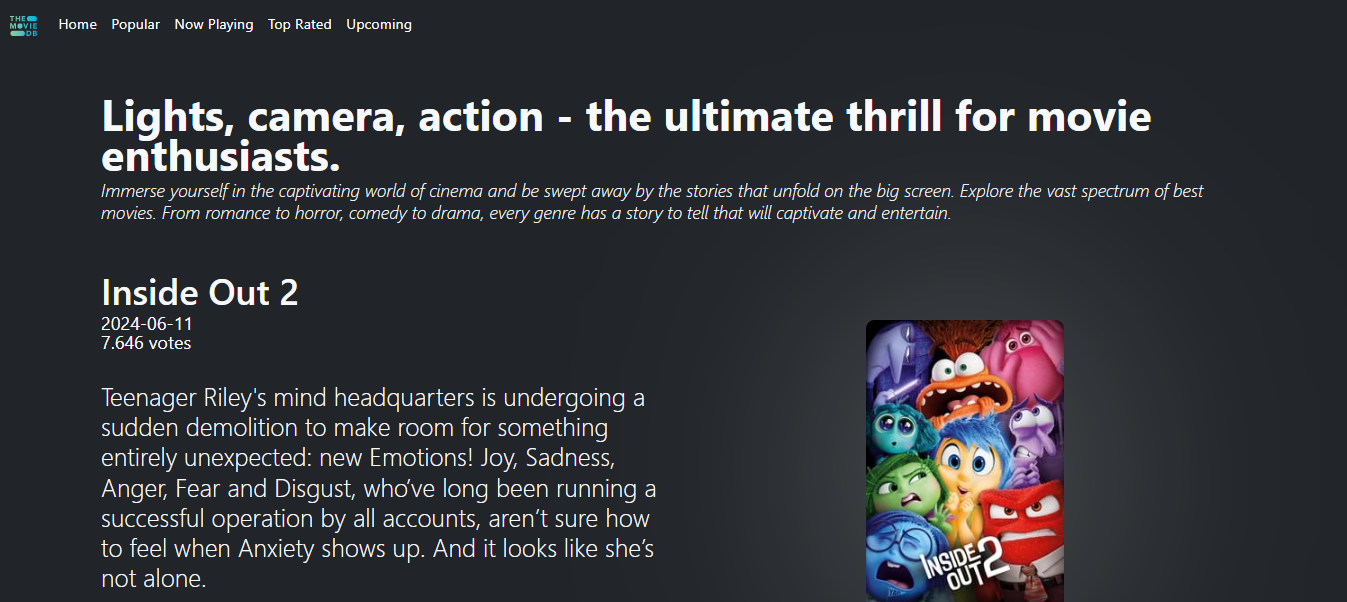 THE
MOVIE
DB
Home Popular Now Playing Top Rated Upcoming
Lights, camera, action - the ultimate thrill for movie
enthusiasts.
Immerse yourself in the captivating world of cinema and be swept away by the stories that unfold on the big screen. Explore the vast spectrum of best
movies. From romance to horror, comedy to drama, every genre has a story to tell that will captivate and entertain.
Inside Out 2
2024-06-11
7.646 votes
Teenager Riley's mind headquarters is undergoing a
sudden demolition to make room for something
entirely unexpected: new Emotions! Joy, Sadness,
Anger, Fear and Disgust, who’ve long been running a
successful operation by all accounts, aren’t sure how
to feel when Anxiety shows up. And it looks like she’s
not alone.
INSIDE
OUT 2